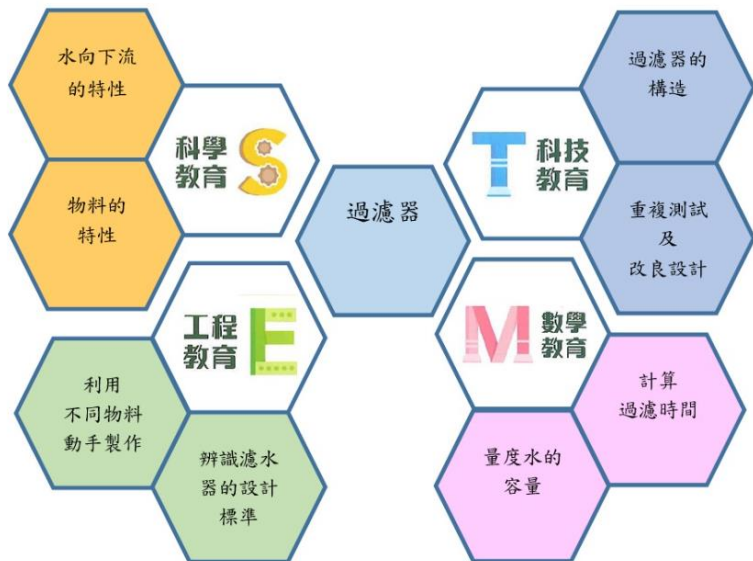 水向下流
的特性
科學
教育
S
物料的
特性
過濾器
T
科技
教育
過濾器的
構造
重複測試
及
改良設計
工程
教育
E
利用
不同物料
動手製作
辨識濾水
器的設計
標準
M
數學
教育
計算
過濾時間
量度水的
容量